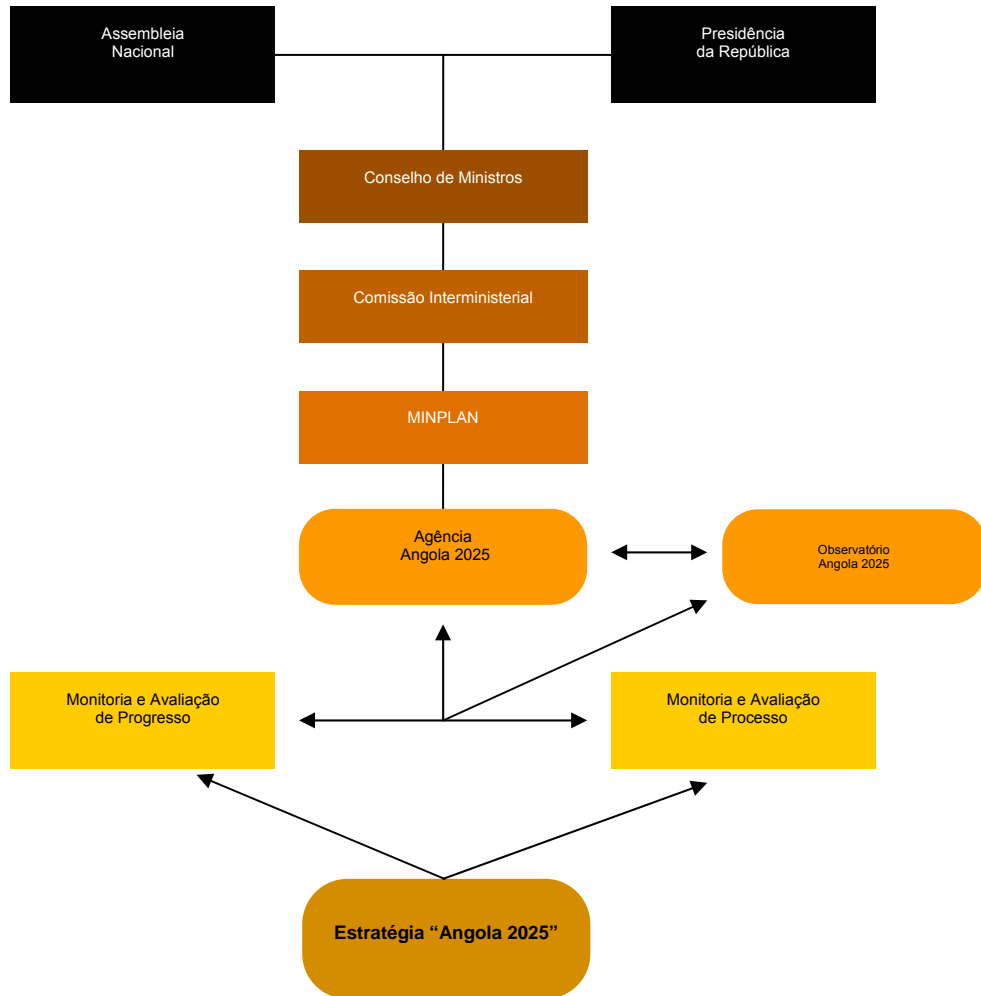 Assembleia
Nacional
Presidência
da República
Conselho de Ministros
Comissão Interministerial
MINPLAN
Agência
Angola 2025
Observatório
Angola 2025
Monitoria e Avaliação
de Progresso
Monitoria e Avaliação
de Processo
Estratégia “Angola 2025”